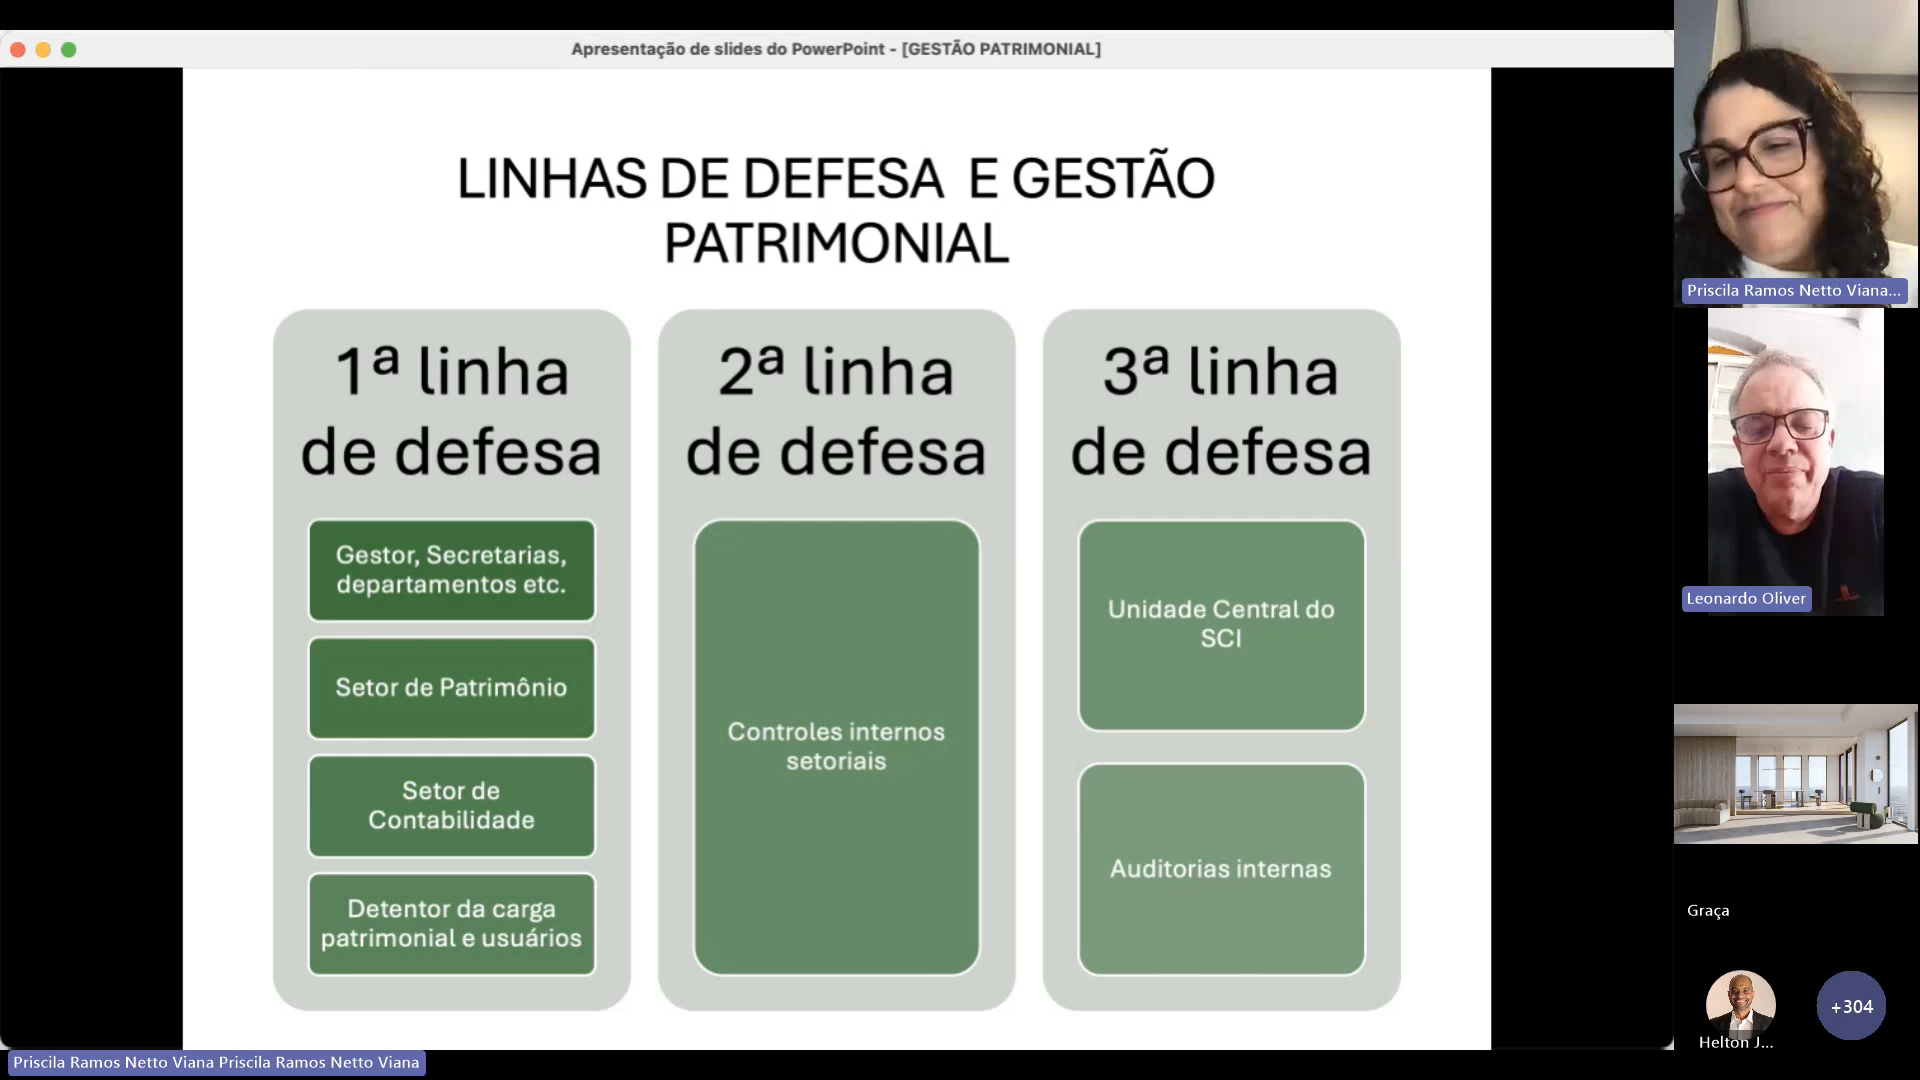 Apresentação de slides do PowerPoint - [GESTÃO PATRIMONIAL]
LINHAS DE DEFESA E GESTÃO
PATRIMONIAL
1ª linha
de defesa
Gestor, Secretarias,
departamentos etc.
Setor de Patrimônio
Setor de
Contabilidade
Detentor da carga
patrimonial e usuários
2ª linha
de defesa
Controles internos
setoriais
3ª linha
de defesa
Unidade Central do
SCI
Auditorias internas
Priscila Ramos Netto Viana...
Leonardo Oliver
Graça
Helton J...
+304
Priscila Ramos Netto Viana Priscila Ramos Netto Viana